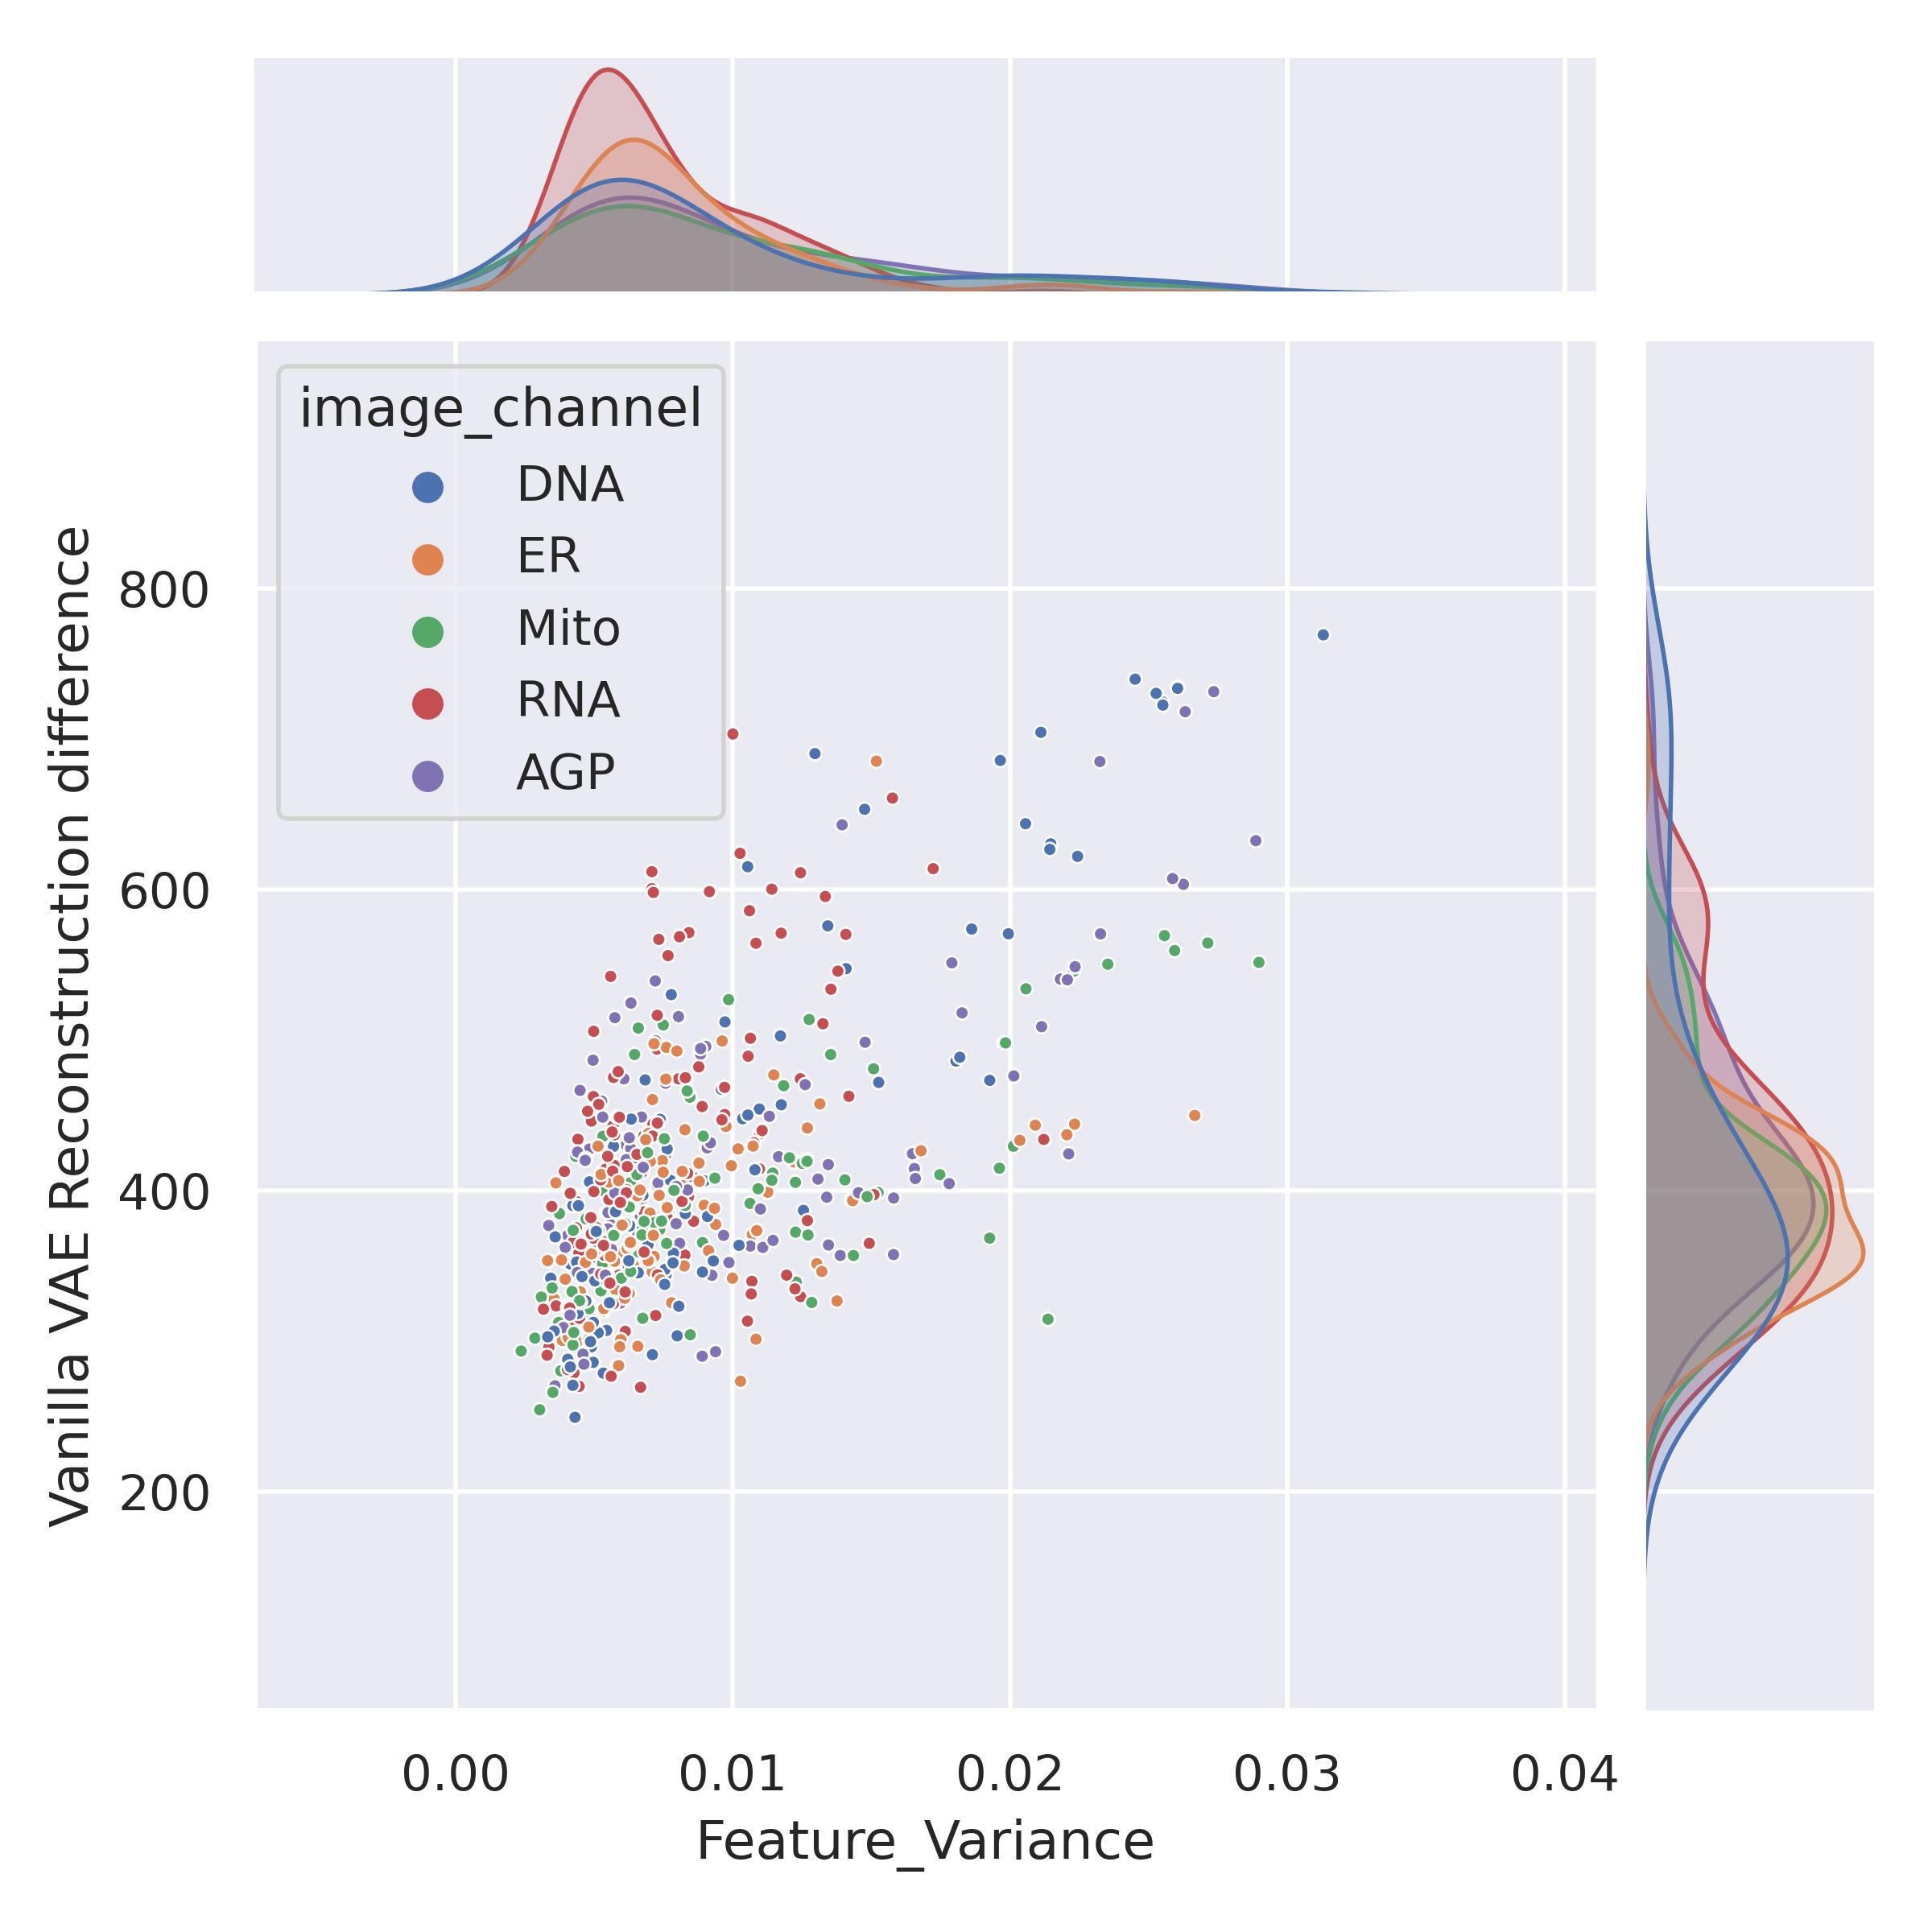 image_channel
DNA
ER
Mito
RNA
AGP
Vanilla VAE Reconstruction difference
800
600
400
200
0.00 0.01 0.02 0.03 0.04
Feature_Variance